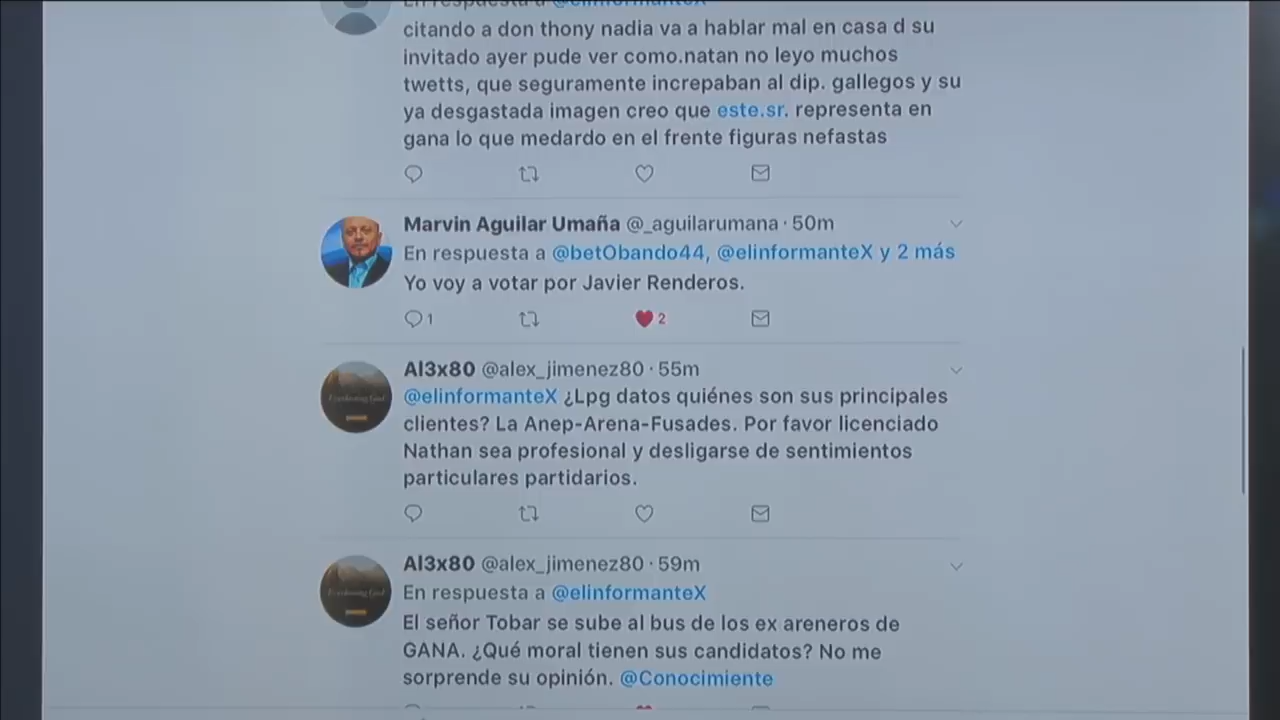 En respuesta a @elinformanteX
citando a don thony nadia va a hablar mal en casa d su
invitado ayer pude ver como.natan no leyo muchos
twetts, que seguramente increpaban al dip. gallegos y su
ya desgastada imagen creo que este.sr. representa en
gana lo que medardo en el frente figuras nefastas
Marvin Aguilar Umaña @_aguilarumana · 50m
En respuesta a @betObando44, @elinformanteX y 2 más
Yo voy a votar por Javier Renderos.
1
2
Al3x80 @alex_jimenez80 · 55m
@elinformanteX ¿Lpg datos quiénes son sus principales
clientes? La Anep-Arena-Fusades. Por favor licenciado
Nathan sea profesional y desligarse de sentimientos
particulares partidarios.
Al3x80 @alex_jimenez80 · 59m
En respuesta a @elinformanteX
El señor Tobar se sube al bus de los ex areneros de
GANA. ¿Qué moral tienen sus candidatos? No me
sorprende su opinión. @Conocimiente